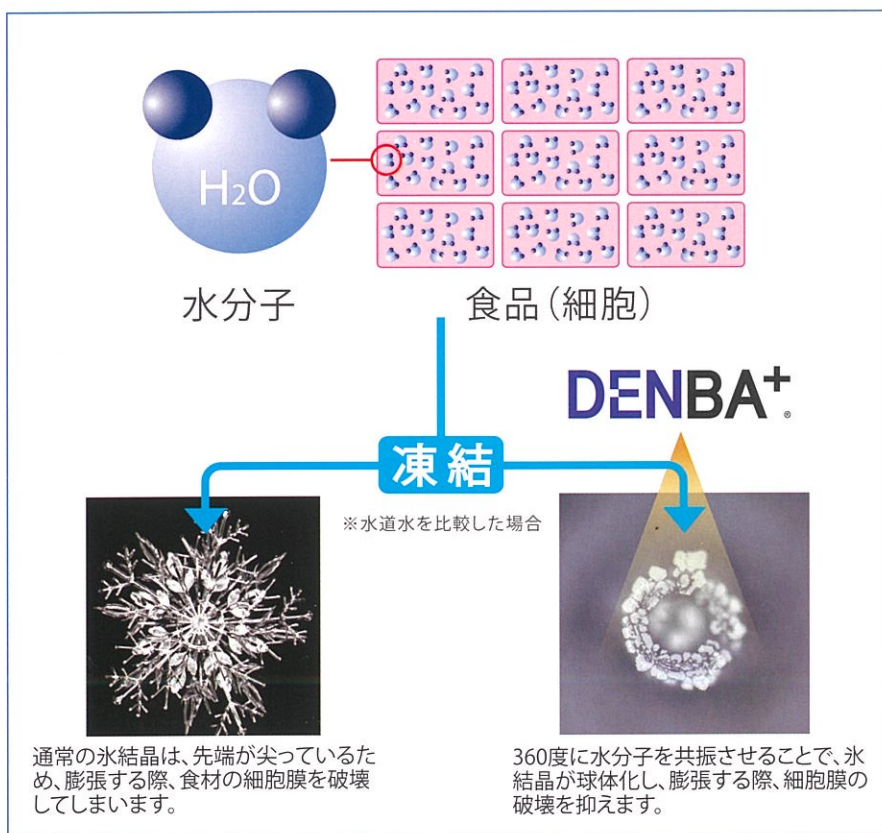 H₂O
水分子
食品(細胞)
DENBA+®
凍結
※水道水を比較した場合
通常の氷結晶は、先端が尖っているた
め、膨張する際、食材の細胞膜を破壊
してしまいます。
360度に水分子を共振させることで、氷
結晶が球体化し、膨張する際、細胞膜の
破壊を抑えます。